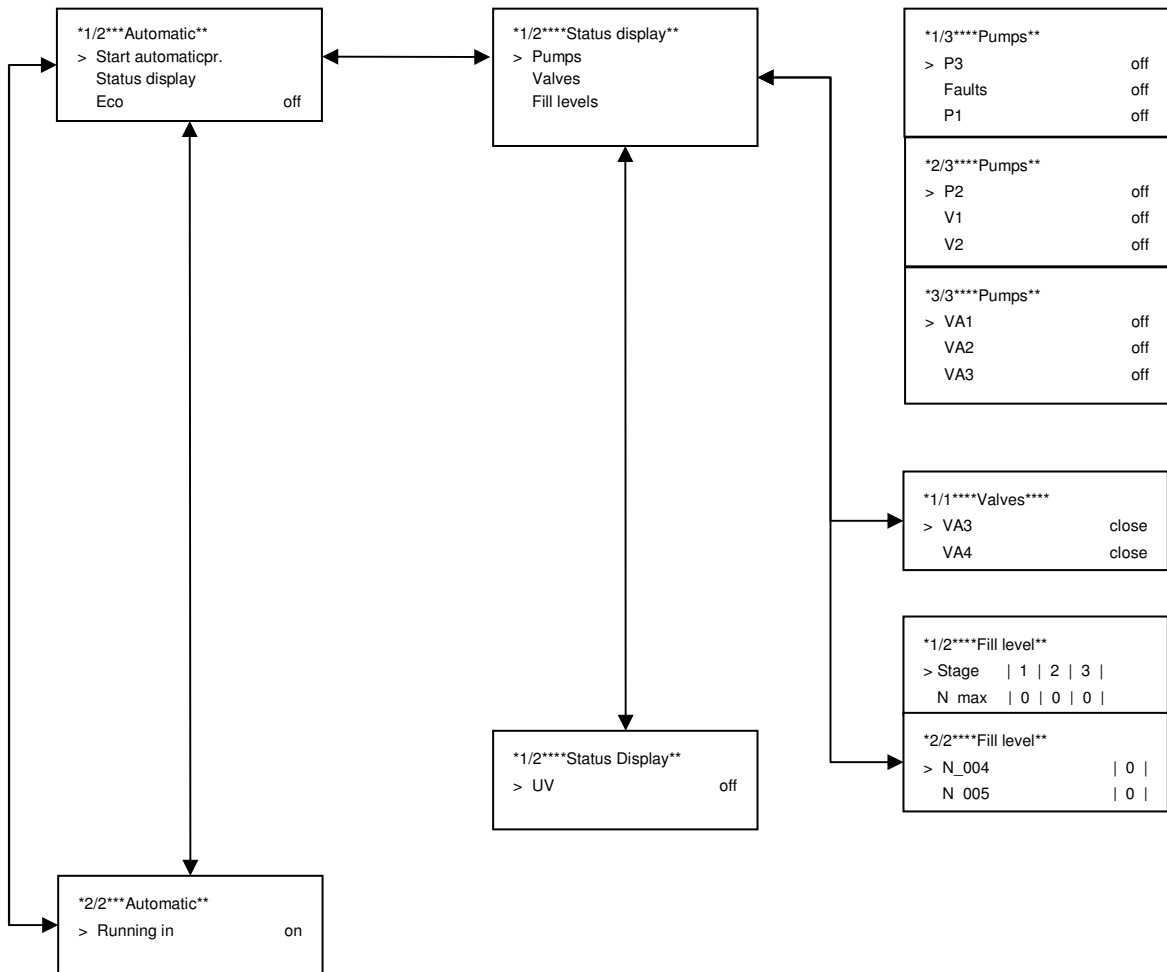 *1/2***Automatic**
> Start automaticpr.
Status display
Eco off
*1/2****Status display**
> Pumps
Valves
Fill levels
*1/3****Pumps**
> P3 off
Faults off
P1 off
*2/3****Pumps**
> P2 off
V1 off
V2 off
*3/3****Pumps**
> VA1 off
VA2 off
VA3 off
*1/1****Valves****
> VA3 close
VA4 close
*1/2****Fill level**
> Stage | 1 | 2 | 3 |
N max | 0 | 0 | 0 |
*2/2****Fill level**
> N_004 | 0 |
N 005 | 0 |
*1/2****Status Display**
> UV off
*2/2***Automatic**
> Running in on